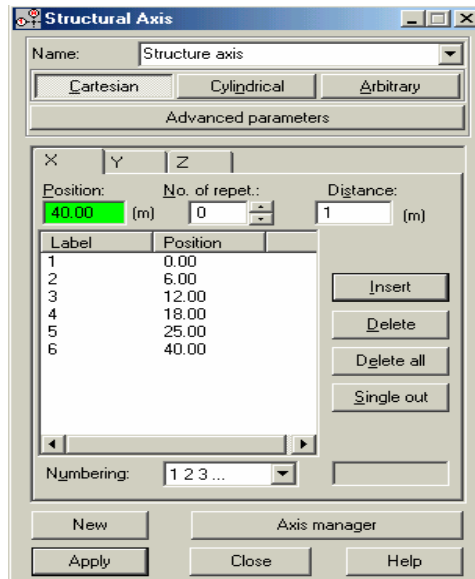 Structural Axis
Name: Structure axis
Cartesian Cylindrical Arbitrary
Advanced parameters
X Y Z
Position: No. of repet.: Distance:
40.00 (m) 0 1 (m)
Label Position
1 0.00
2 6.00
3 12.00
4 18.00
5 25.00
6 40.00
Insert
Delete
Delete all
Single out
Numbering: 1 2 3 ...
New Axis manager
Apply Close Help